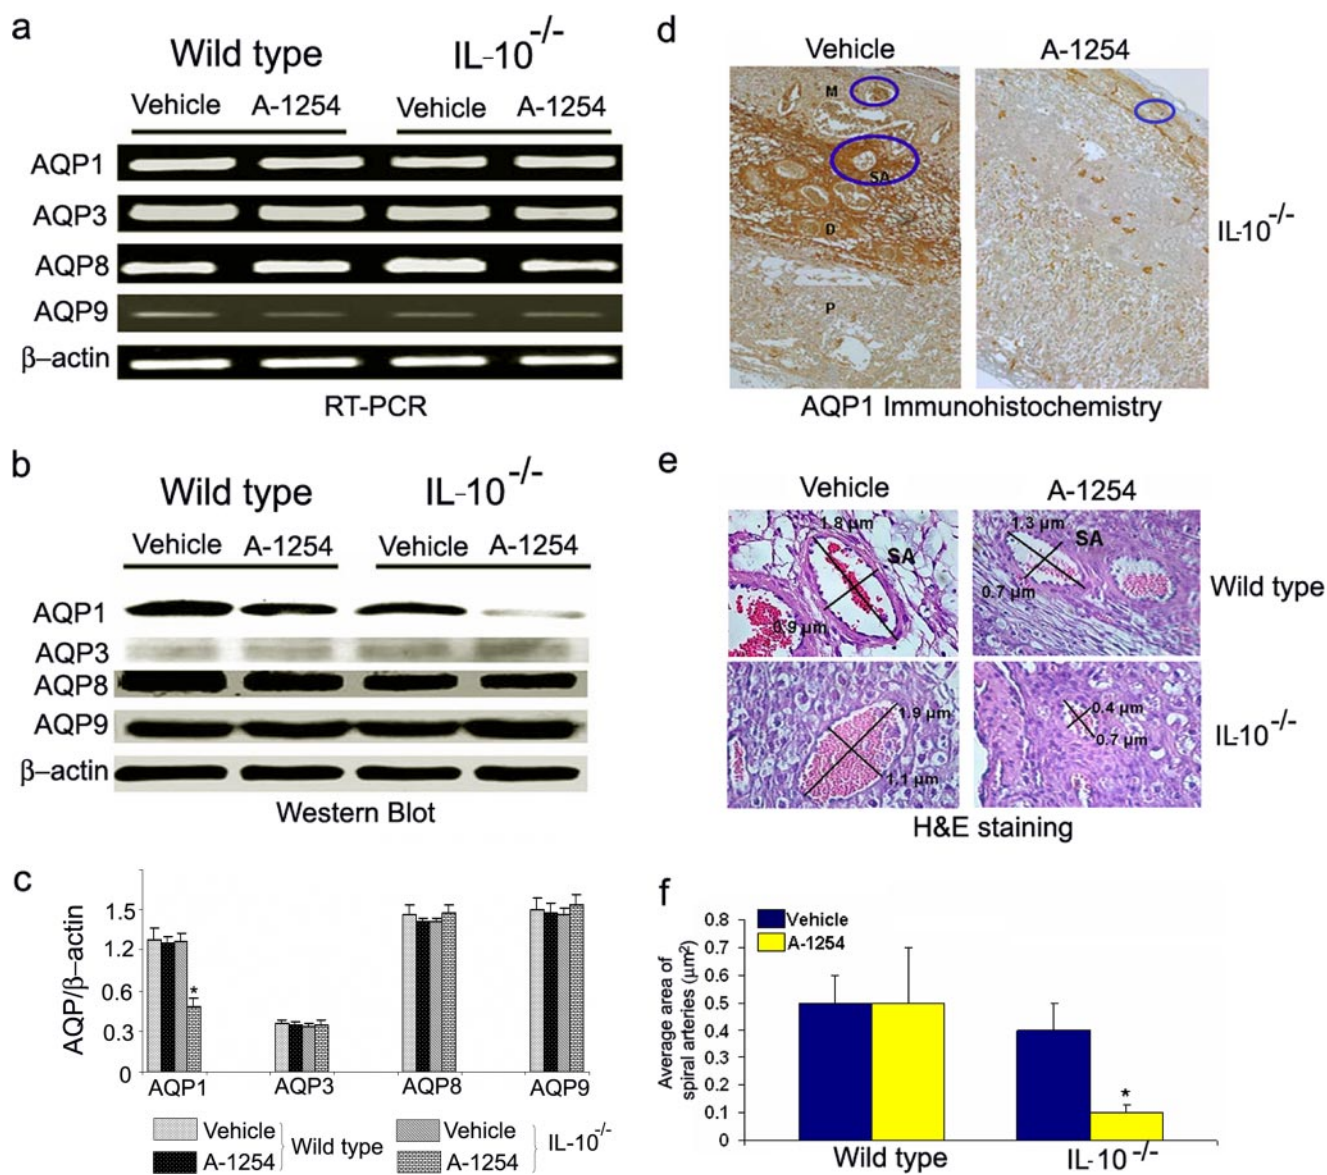 a
Wild type IL-10-/-
Vehicle A-1254 Vehicle A-1254
AQP1
AQP3
AQP8
AQP9
β–actin
RT-PCR
b
Wild type IL-10-/-
Vehicle A-1254 Vehicle A-1254
AQP1
AQP3
AQP8
AQP9
β–actin
Western Blot
c
AQP/β–actin
1.5
1.2
0.6
0.3
0
*
AQP1 AQP3 AQP8 AQP9
Vehicle
A-1254
Wild type
Vehicle
A-1254
IL-10-/-
d
Vehicle A-1254
M
SA
D
P
IL-10-/-
AQP1 Immunohistochemistry
e
Vehicle A-1254
1.8 µm
SA
0.9 µm
1.3 µm
SA
0.7 µm
Wild type
1.9 µm
1.1 µm
0.4 µm
0.7 µm
IL-10-/-
H&E staining
f
Average area of
spiral arteries (µm2)
0.8
0.7
0.6
0.5
0.4
0.3
0.2
0.1
0
Vehicle
A-1254
*
Wild type IL-10-/-